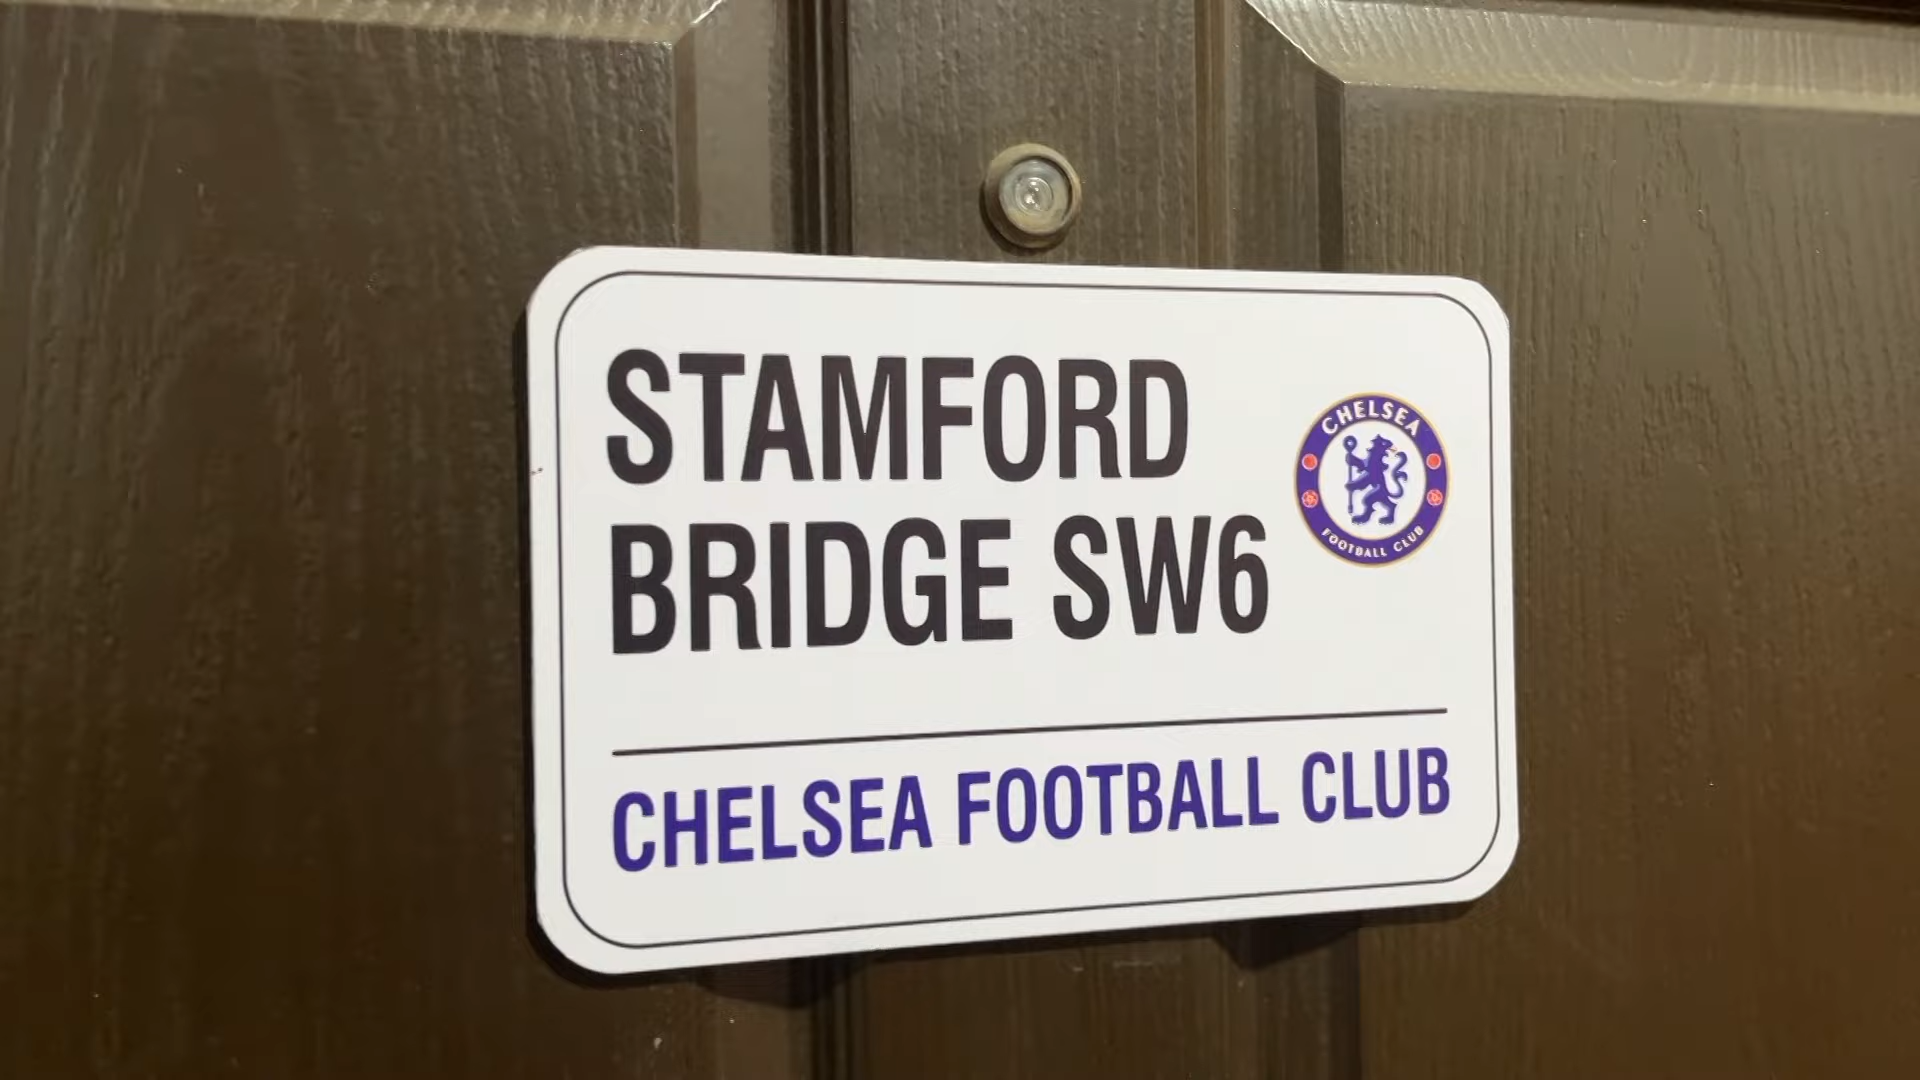 STAMFORD
BRIDGE SW6
CHELSEA
FOOTBALL CLUB
CHELSEA FOOTBALL CLUB